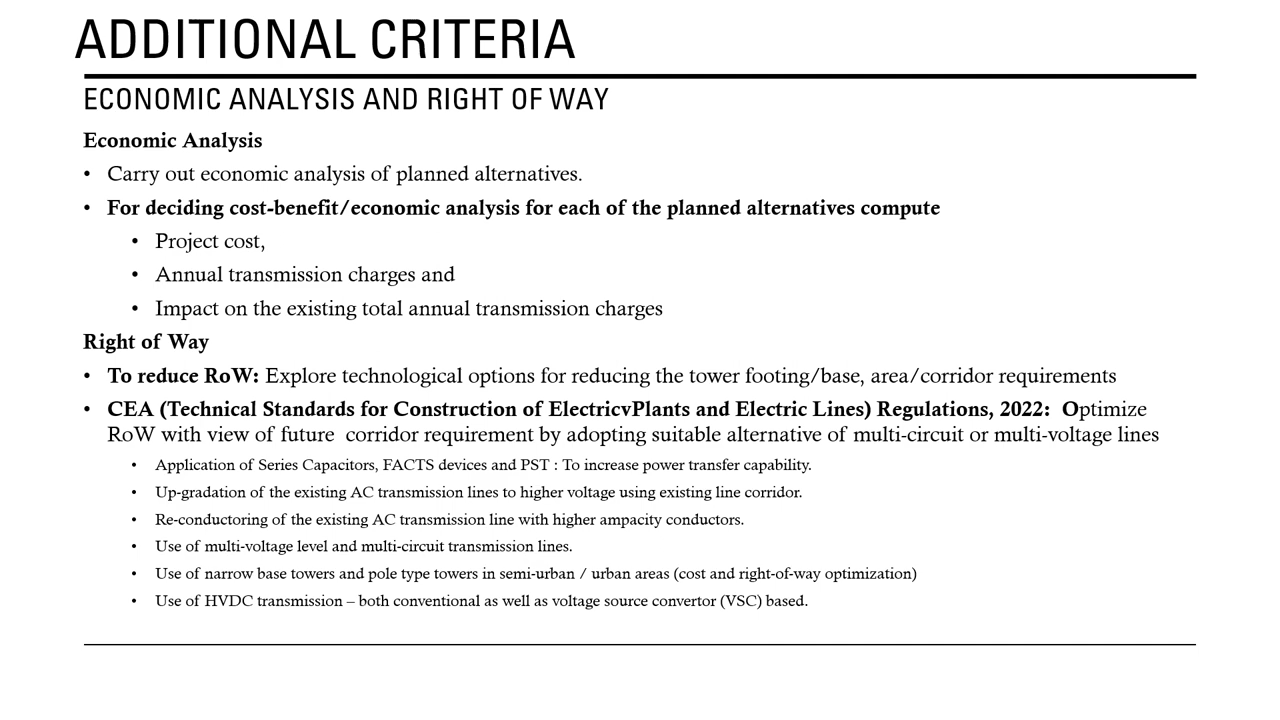 ADDITIONAL CRITERIA
ECONOMIC ANALYSIS AND RIGHT OF WAY
Economic Analysis
• Carry out economic analysis of planned alternatives.
• For deciding cost-benefit/economic analysis for each of the planned alternatives compute
• Project cost,
• Annual transmission charges and
• Impact on the existing total annual transmission charges
Right of Way
• To reduce RoW: Explore technological options for reducing the tower footing/base, area/corridor requirements
• CEA (Technical Standards for Construction of ElectricvPlants and Electric Lines) Regulations, 2022:  Optimize
RoW with view of future  corridor requirement by adopting suitable alternative of multi-circuit or multi-voltage lines
• Application of Series Capacitors, FACTS devices and PST : To increase power transfer capability.
• Up-gradation of the existing AC transmission lines to higher voltage using existing line corridor.
• Re-conductoring of the existing AC transmission line with higher ampacity conductors.
• Use of multi-voltage level and multi-circuit transmission lines.
• Use of narrow base towers and pole type towers in semi-urban / urban areas (cost and right-of-way optimization)
• Use of HVDC transmission – both conventional as well as voltage source convertor (VSC) based.